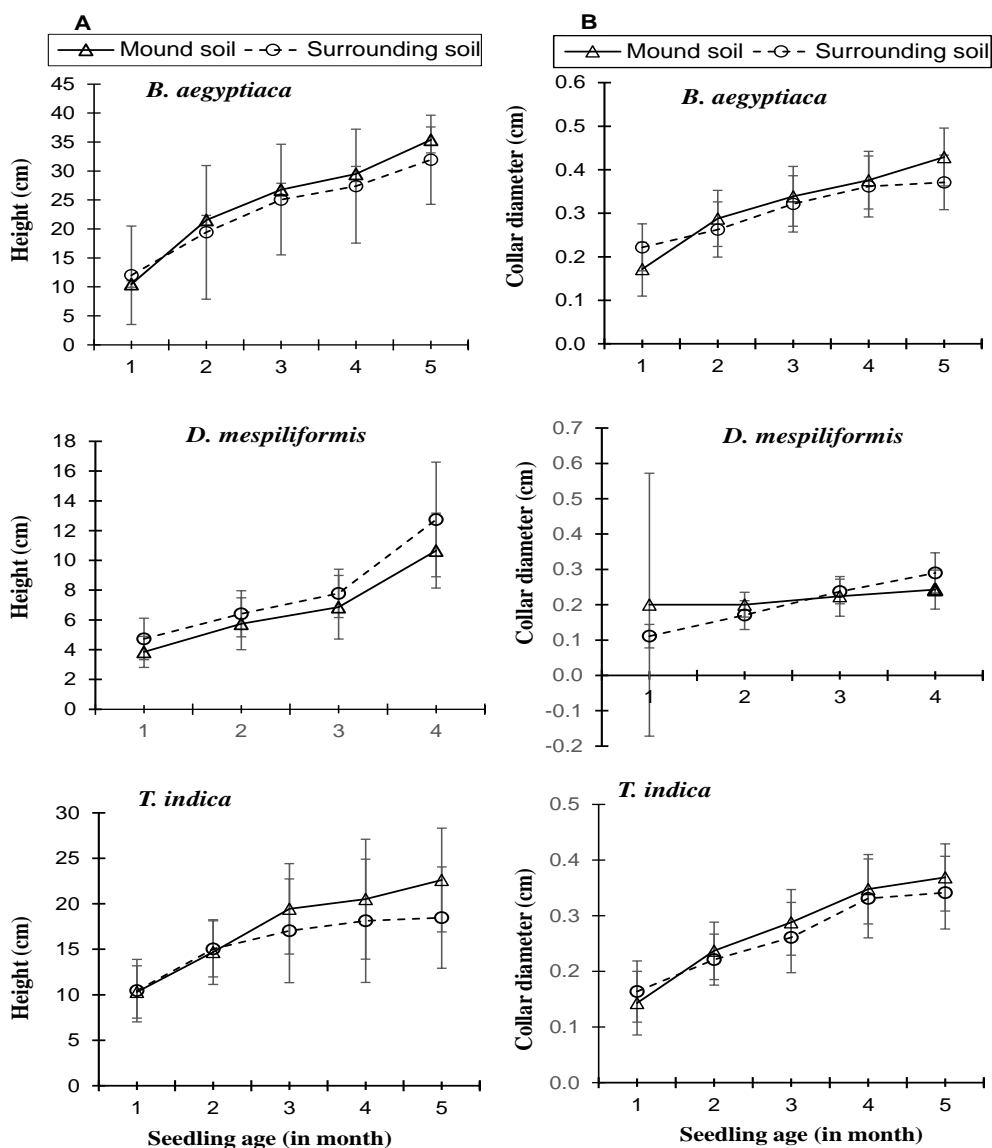 A
Mound soil Surrounding soil
B. aegyptiaca
45
40
35
30
25
20
15
10
5
0
Height (cm)
1 2 3 4 5
D. mespiliformis
18
16
14
12
10
8
6
4
2
0
Height (cm)
1 2 3 4
T. indica
30
25
20
15
10
5
0
Height (cm)
1 2 3 4 5
Seedling age (in month)
B
Mound soil Surrounding soil
B. aegyptiaca
0.6
0.5
0.4
0.3
0.2
0.1
0.0
Collar diameter (cm)
1 2 3 4 5
D. mespiliformis
0.7
0.6
0.5
0.4
0.3
0.2
0.1
0.0
-0.1
-0.2
Collar diameter (cm)
1 2 3 4
T. indica
0.5
0.4
0.3
0.2
0.1
0.0
Collar diameter (cm)
1 2 3 4 5
Seedling age (in month)